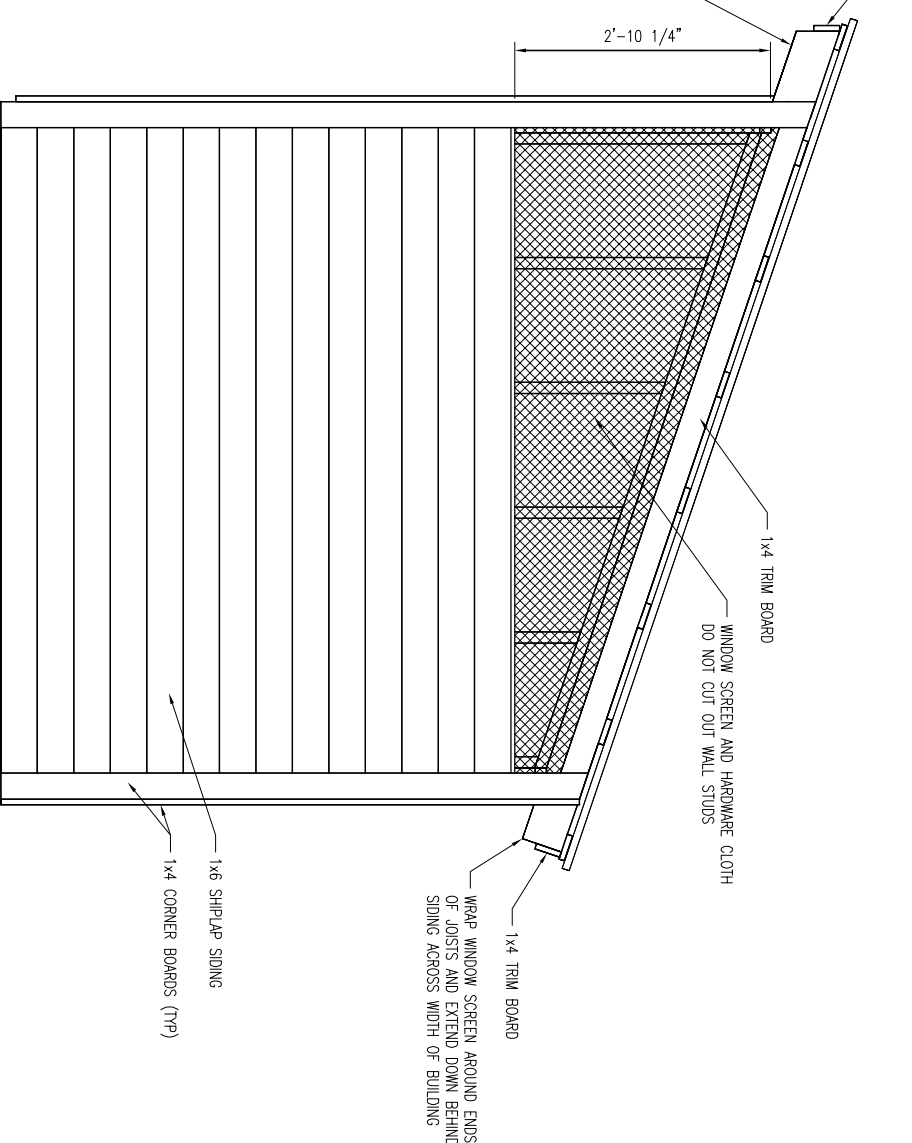 2'-10 1/4"
1x4 TRIM BOARD
WINDOW SCREEN AND HARDWARE CLOTH
DO NOT CUT OUT WALL STUDS
1x4 TRIM BOARD
WRAP WINDOW SCREEN AROUND ENDS
OF JOISTS AND EXTEND DOWN BEHIND
SIDING ACROSS WIDTH OF BUILDING
1x6 SHIPLAP SIDING
1x4 CORNER BOARDS (TYP)